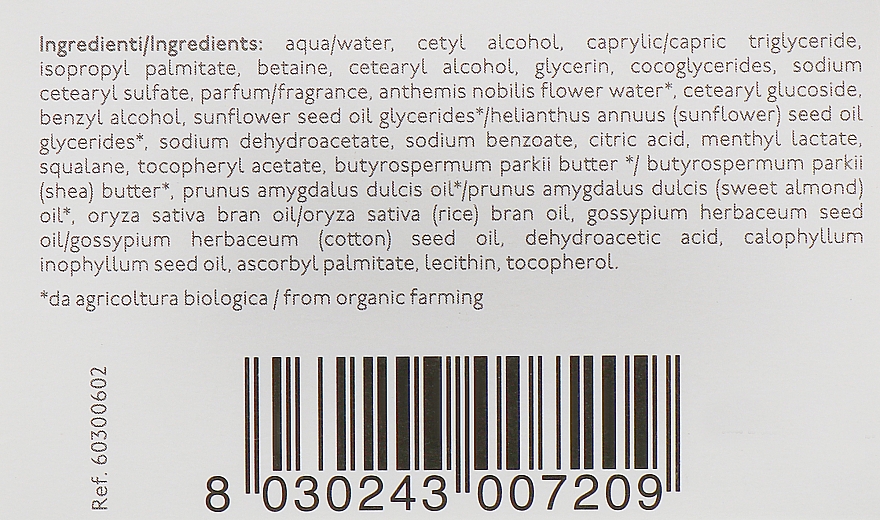 Ingredienti/Ingredients: aqua/water, cetyl alcohol, caprylic/capric triglyceride,
isopropyl palmitate, betaine, cetearyl alcohol, glycerin, cocoglycerides, sodium
cetearyl sulfate, parfum/fragrance, anthemis nobilis flower water*, cetearyl glucoside,
benzyl alcohol, sunflower seed oil glycerides*/helianthus annuus (sunflower) seed oil
glycerides*, sodium dehydroacetate, sodium benzoate, citric acid, menthyl lactate,
squalane, tocopheryl acetate, butyrospermum parkii butter */ butyrospermum parkii
(shea) butter*, prunus amygdalus dulcis oil*/prunus amygdalus dulcis (sweet almond)
oil*, oryza sativa bran oil/oryza sativa (rice) bran oil, gossypium herbaceum seed
oil/gossypium herbaceum (cotton) seed oil, dehydroacetic acid, calophyllum
inophyllum seed oil, ascorbyl palmitate, lecithin, tocopherol.
*da agricoltura biologica / from organic farming
Ref. 60300602
8 030243 007209